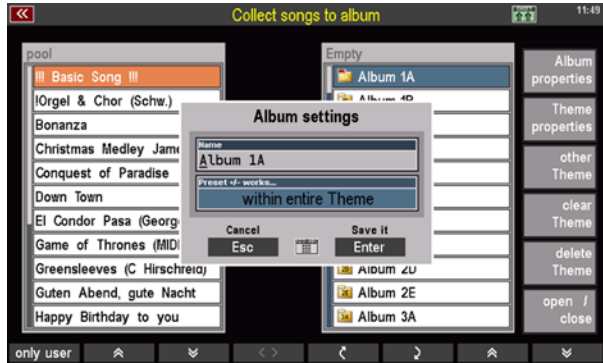 Collect songs to album
11:49
pool
!!! Basic Song !!!
!Orgel & Chor (Schw.)
Bonanza
Christmas Medley Jame
Conquest of Paradise
Down Town
El Condor Pasa (Georg
Game of Thrones (MIDI
Greensleeves (C Hirschfeld)
Guten Abend, gute Nacht
Happy Birthday to you
Empty
Album 1A
Album 1B
Album 2D
Album 2E
Album 3A
Album settings
Name
Album 1A
Preset +/- works...
within entire Theme
Cancel
Save it
Esc
Enter
Album
properties
Theme
properties
other
Theme
clear
Theme
delete
Theme
open /
close
only user